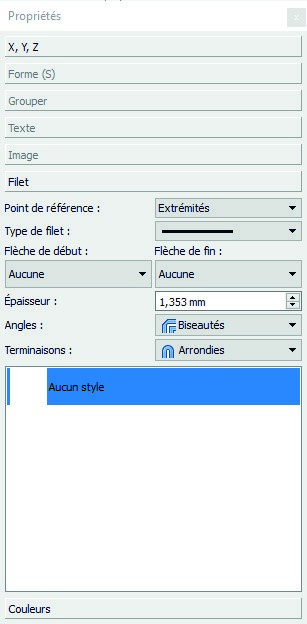 Propriétés
X, Y, Z
Forme (S)
Grouper
Texte
Image
Filet
Point de référence : Extrémités
Type de filet :
Flèche de début : Flèche de fin :
Aucune Aucune
Épaisseur : 1,353 mm
Angles : Biseautés
Terminaisons : Arrondies
Aucun style
Couleurs